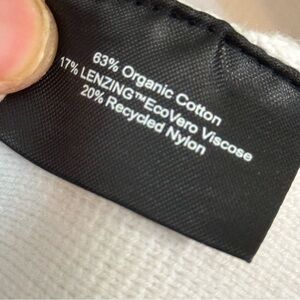 63% Organic Cotton
17% LENZING™EcoVero Viscose
20% Recycled Nylon